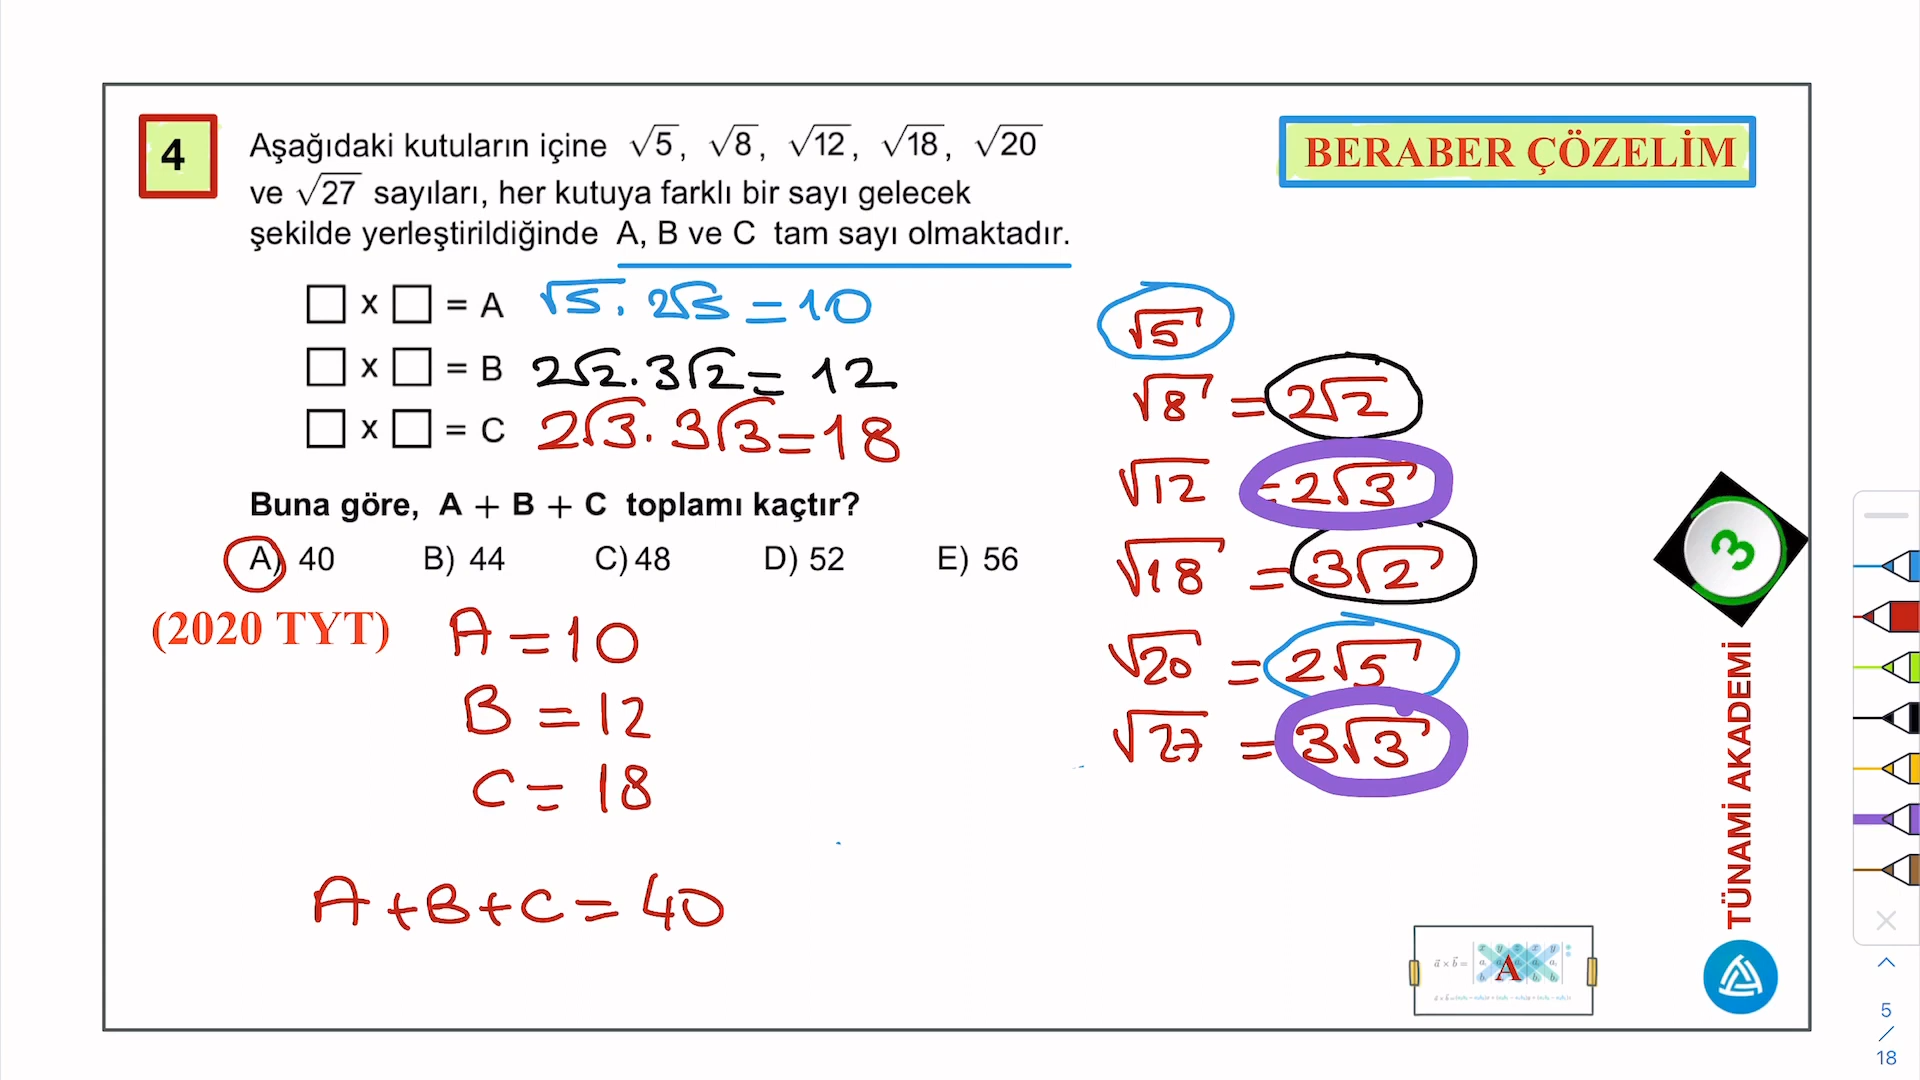 4
Aşağıdaki kutuların içine √5, √8, √12, √18, √20
ve √27 sayıları, her kutuya farklı bir sayı gelecek
şekilde yerleştirildiğinde A, B ve C tam sayı olmaktadır.
□ x □ = A √5 . 2√5 = 10
□ x □ = B 2√2 . 3√2 = 12
□ x □ = C 2√3 . 3√3 = 18
Buna göre, A + B + C toplamı kaçtır?
A) 40 B) 44 C) 48 D) 52 E) 56
(2020 TYT)
A = 10
B = 12
C = 18
A + B + C = 40
BERABER ÇÖZELİM
√5
√8 = 2√2
√12 = 2√3
√18 = 3√2
√20 = 2√5
√27 = 3√3
3
TÜNAMİ AKADEMİ
A
5
/
18